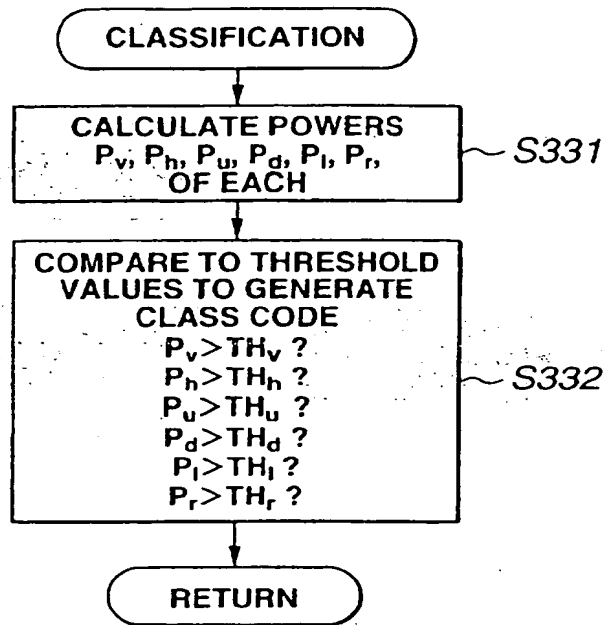 CLASSIFICATION
CALCULATE POWERS
Pv, Ph, Pu, Pd, Pl, Pr,
OF EACH
S331
COMPARE TO THRESHOLD
VALUES TO GENERATE
CLASS CODE
Pv>THv ?
Ph>THh ?
Pu>THu ?
Pd>THd ?
Pl>THl ?
Pr>THr ?
S332
RETURN